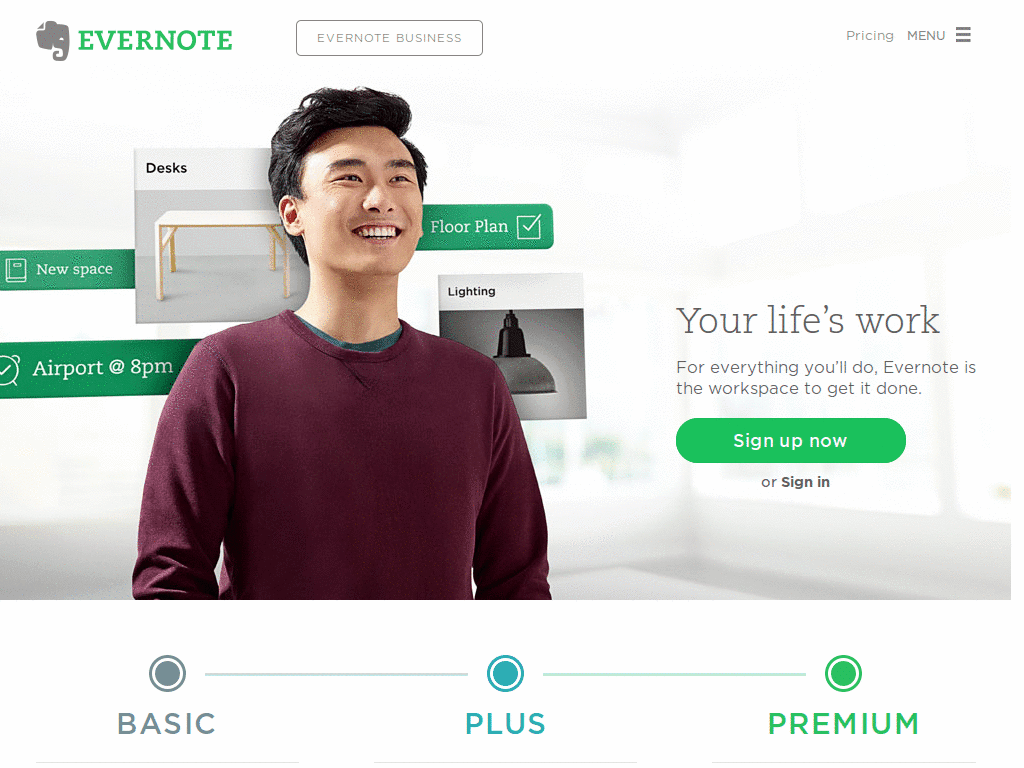 EVERNOTE
EVERNOTE BUSINESS
Pricing
MENU
Desks
Floor Plan
New space
Lighting
Airport @ 8pm
Your life’s work
For everything you’ll do, Evernote is
the workspace to get it done.
Sign up now
or Sign in
BASIC
PLUS
PREMIUM